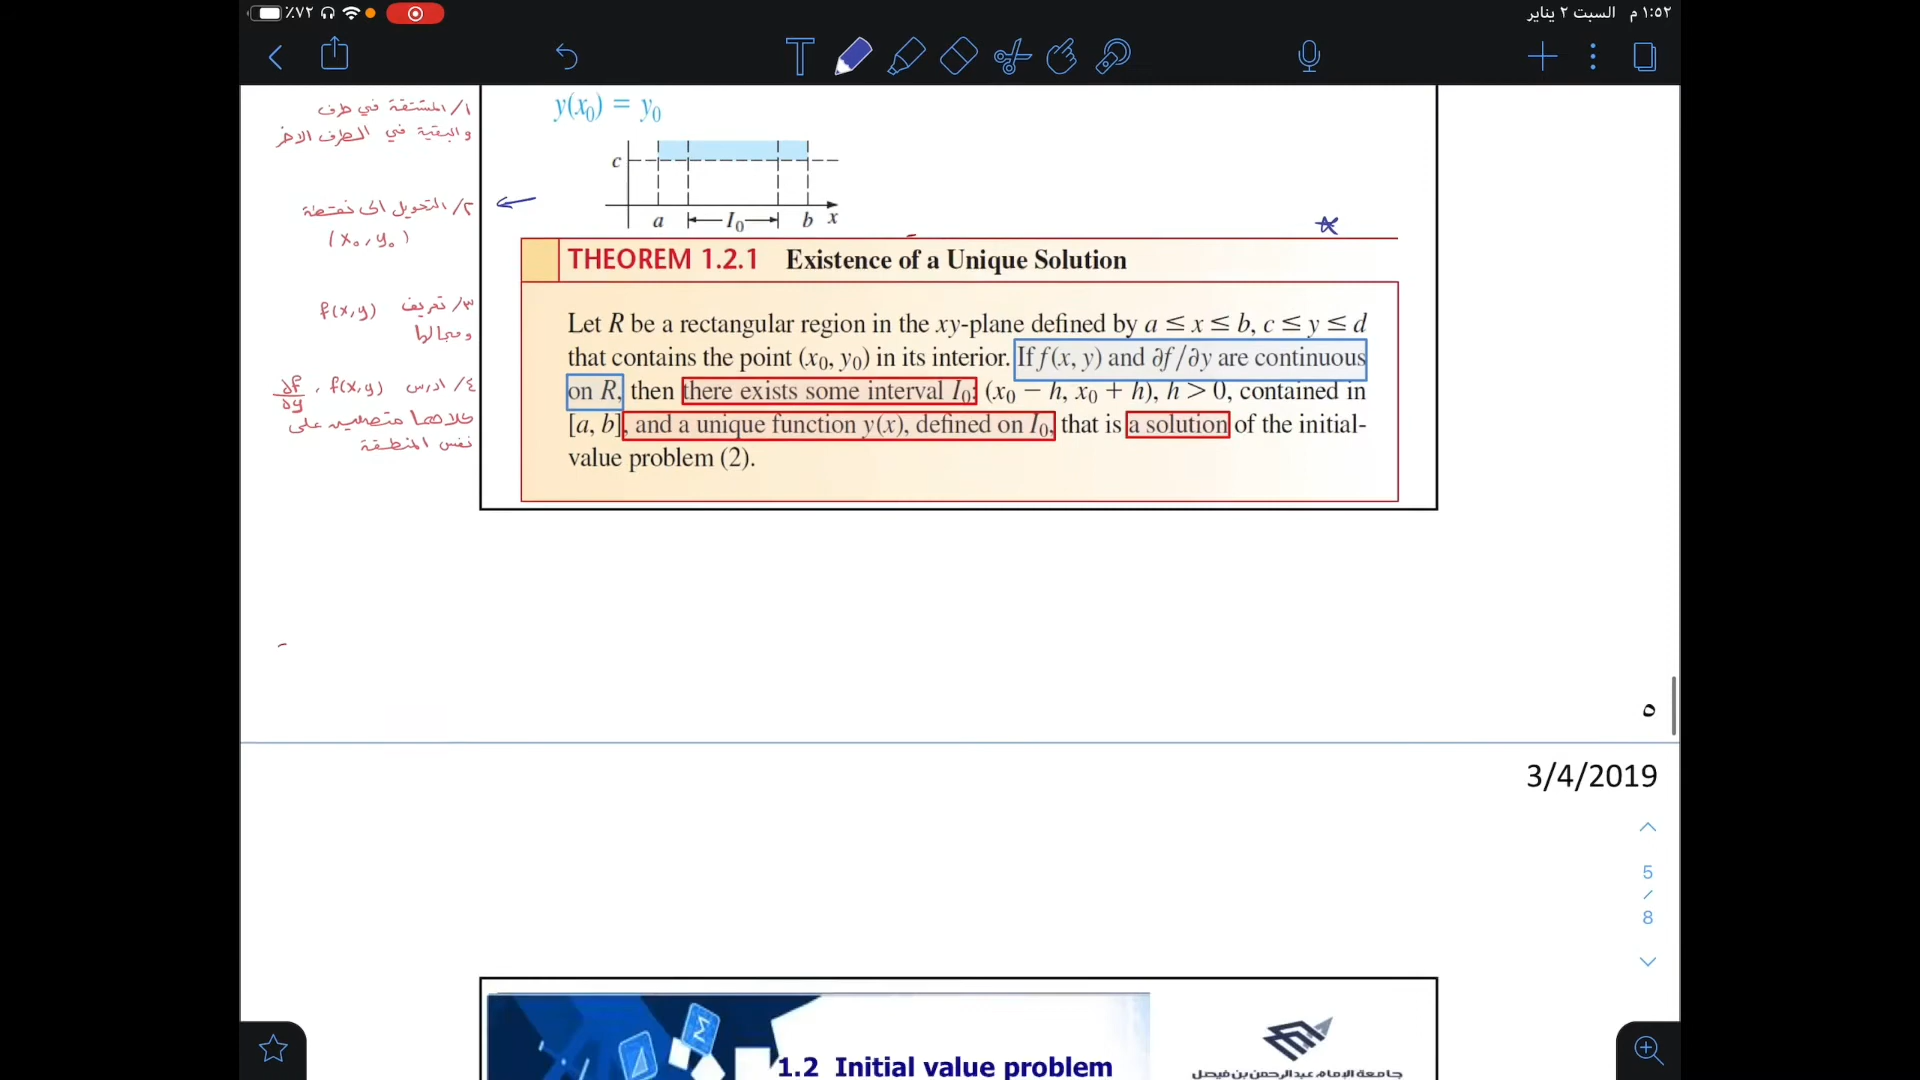 ٪٧٢
١:٥٢ م السبت ٢ يناير
١/ المشتقة في طرف
والبقية في الطرف الاخر
٢/ التحويل الى نقطة
(x₀, y₀)
٣/ تعريف f(x,y)
ومجالها
٤/ ادرس f(x,y) ، ∂f/∂y
كلاهما متصلين على
نفس المنطقة
y(x₀) = y₀
c
a I₀ b x
THEOREM 1.2.1 Existence of a Unique Solution
Let R be a rectangular region in the xy-plane defined by a ≤ x ≤ b, c ≤ y ≤ d
that contains the point (x₀, y₀) in its interior. If f(x, y) and ∂f/∂y are continuous
on R, then there exists some interval I₀: (x₀ − h, x₀ + h), h > 0, contained in
[a, b], and a unique function y(x), defined on I₀, that is a solution of the initial-
value problem (2).
٥
3/4/2019
5
/
8
1.2 Initial value problem
جامعة الإمام عبدالرحمن بن فيصل